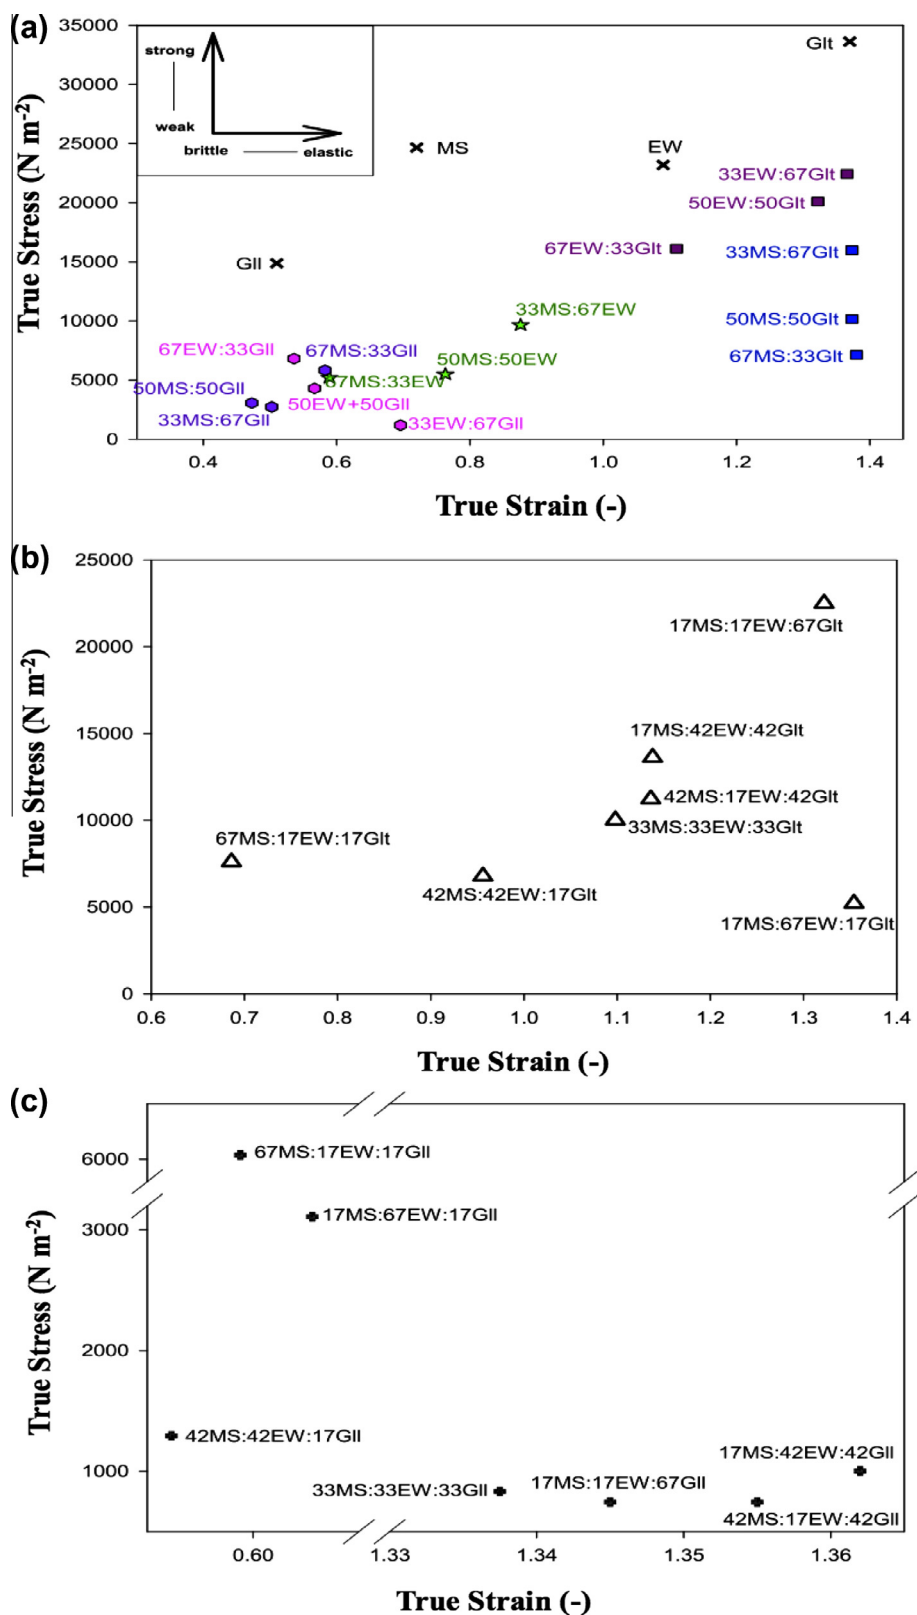 (a)
35000
30000
25000
20000
15000
10000
5000
0
True Stress (N m-2)
strong
weak
brittle
elastic
Glt
MS
EW
33EW:67Glt
50EW:50Glt
67EW:33Glt
33MS:67Glt
Gll
33MS:67EW
50MS:50Glt
67EW:33Gll
67MS:33Gll
50MS:50EW
67MS:33Glt
50MS:50Gll
67MS:33EW
50EW+50Gll
33MS:67Gll
33EW:67Gll
0.4
0.6
0.8
1.0
1.2
1.4
True Strain (-)
(b)
25000
20000
15000
10000
5000
0
True Stress (N m-2)
17MS:17EW:67Glt
17MS:42EW:42Glt
42MS:17EW:42Glt
33MS:33EW:33Glt
67MS:17EW:17Glt
42MS:42EW:17Glt
17MS:67EW:17Glt
0.6
0.7
0.8
0.9
1.0
1.1
1.2
1.3
1.4
True Strain (-)
(c)
6000
3000
2000
1000
True Stress (N m-2)
67MS:17EW:17Gll
17MS:67EW:17Gll
42MS:42EW:17Gll
17MS:42EW:42Gll
33MS:33EW:33Gll
17MS:17EW:67Gll
42MS:17EW:42Gll
0.60
1.33
1.34
1.35
1.36
True Strain (-)